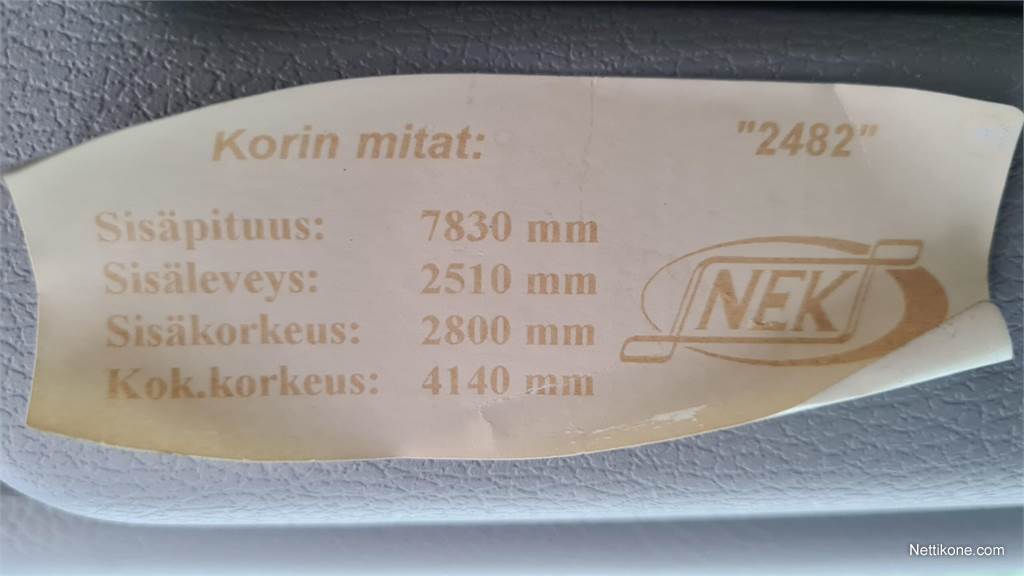 Korin mitat: "2482"
Sisäpituus: 7830 mm
Sisäleveys: 2510 mm
Sisäkorkeus: 2800 mm
Kok.korkeus: 4140 mm
NEK
Nettikone.com